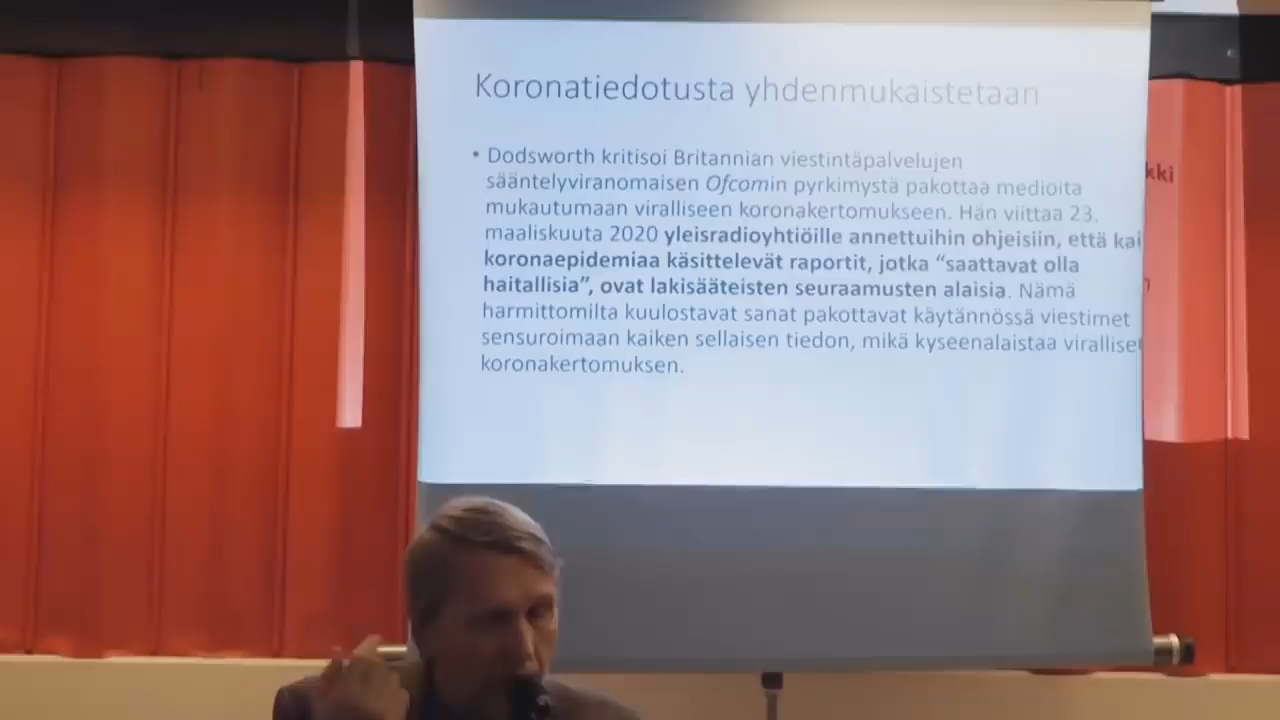 Koronatiedotusta yhdenmukaistetaan
• Dodsworth kritisoi Britannian viestintäpalvelujen
sääntelyviranomaisen Ofcomin pyrkimystä pakottaa medioita
mukautumaan viralliseen koronakertomukseen. Hän viittaa 23.
maaliskuuta 2020 yleisradioyhtiöille annettuihin ohjeisiin, että kai
koronaepidemiaa käsittelevät raportit, jotka “saattavat olla
haitallisia”, ovat lakisääteisten seuraamusten alaisia. Nämä
harmittomilta kuulostavat sanat pakottavat käytännössä viestimet
sensuroimaan kaiken sellaisen tiedon, mikä kyseenalaistaa virallise
koronakertomuksen.
kki